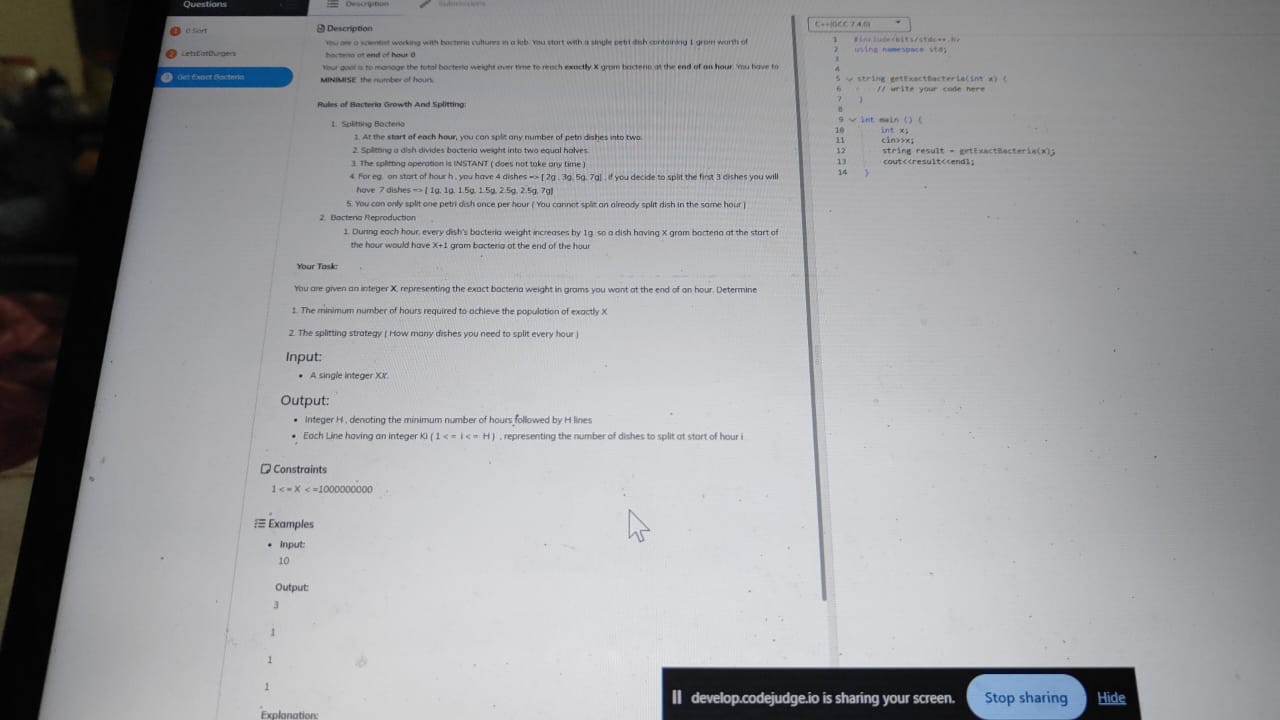 Questions
1 0 Sort
2 LetsEatBurgers
3 Get Exact Bacteria
Description
Submissions
Description
You are a scientist working with bacteria cultures in a lab. You start with a single petri dish containing 1 gram worth of
bacteria at end of hour 0
Your goal is to manage the total bacteria weight over time to reach exactly X gram bacteria at the end of an hour. You have to
MINIMISE the number of hours.
Rules of Bacteria Growth And Splitting:
1. Splitting Bacteria
1. At the start of each hour, you can split any number of petri dishes into two.
2. Splitting a dish divides bacteria weight into two equal halves.
3. The splitting operation is INSTANT ( does not take any time )
4. For eg. on start of hour h , you have 4 dishes => [ 2g , 3g, 5g, 7g] , if you decide to split the first 3 dishes you will
have 7 dishes => [ 1g, 1g, 1.5g, 1.5g, 2.5g, 2.5g, 7g]
5. You can only split one petri dish once per hour ( You cannot split an already split dish in the same hour )
2. Bacteria Reproduction
1. During each hour, every dish's bacteria weight increases by 1g. so a dish having X gram bacteria at the start of
the hour would have X+1 gram bacteria at the end of the hour
Your Task:
You are given an integer X, representing the exact bacteria weight in grams you want at the end of an hour. Determine
1. The minimum number of hours required to achieve the population of exactly X
2. The splitting strategy ( How many dishes you need to split every hour )
Input:
• A single integer XX.
Output:
• Integer H , denoting the minimum number of hours followed by H lines
• Each Line having an integer Ki ( 1 < = i < = H ) , representing the number of dishes to split at start of hour i
Constraints
1 < = X < =1000000000
Examples
• Input:
10
Output:
3
1
1
1
Explanation:
C++(GCC 7.4.0)
1 #include<bits/stdc++.h>
2 using namespace std;
3
4
5 string getExactBacteria(int x) {
6 // write your code here
7 }
8
9 int main () {
10 int x;
11 cin>>x;
12 string result = getExactBacteria(x);
13 cout<<result<<endl;
14 }
develop.codejudge.io is sharing your screen.
Stop sharing
Hide